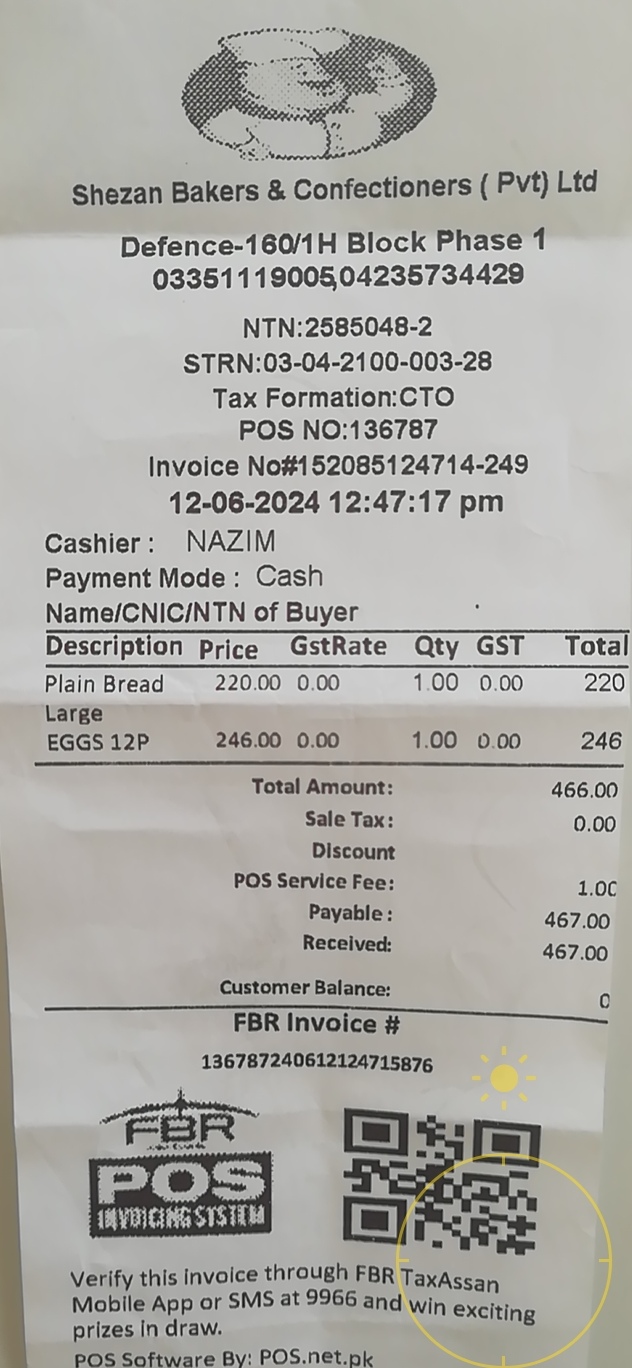 Shezan Bakers & Confectioners ( Pvt) Ltd
Defence-160/1H Block Phase 1
03351119005,04235734429
NTN:2585048-2
STRN:03-04-2100-003-28
Tax Formation:CTO
POS NO:136787
Invoice No#152085124714-249
12-06-2024 12:47:17 pm
Cashier : NAZIM
Payment Mode : Cash
Name/CNIC/NTN of Buyer
Description Price GstRate Qty GST Total
Plain Bread 220.00 0.00 1.00 0.00 220
Large
EGGS 12P 246.00 0.00 1.00 0.00 246
Total Amount: 466.00
Sale Tax: 0.00
Discount
POS Service Fee: 1.00
Payable: 467.00
Received: 467.00
Customer Balance: 0
FBR Invoice #
136787240612124715876
FBR
POS
INVOICING SYSTEM
Verify this invoice through FBR TaxAssan
Mobile App or SMS at 9966 and win exciting
prizes in draw.
POS Software By: POS.net.pk